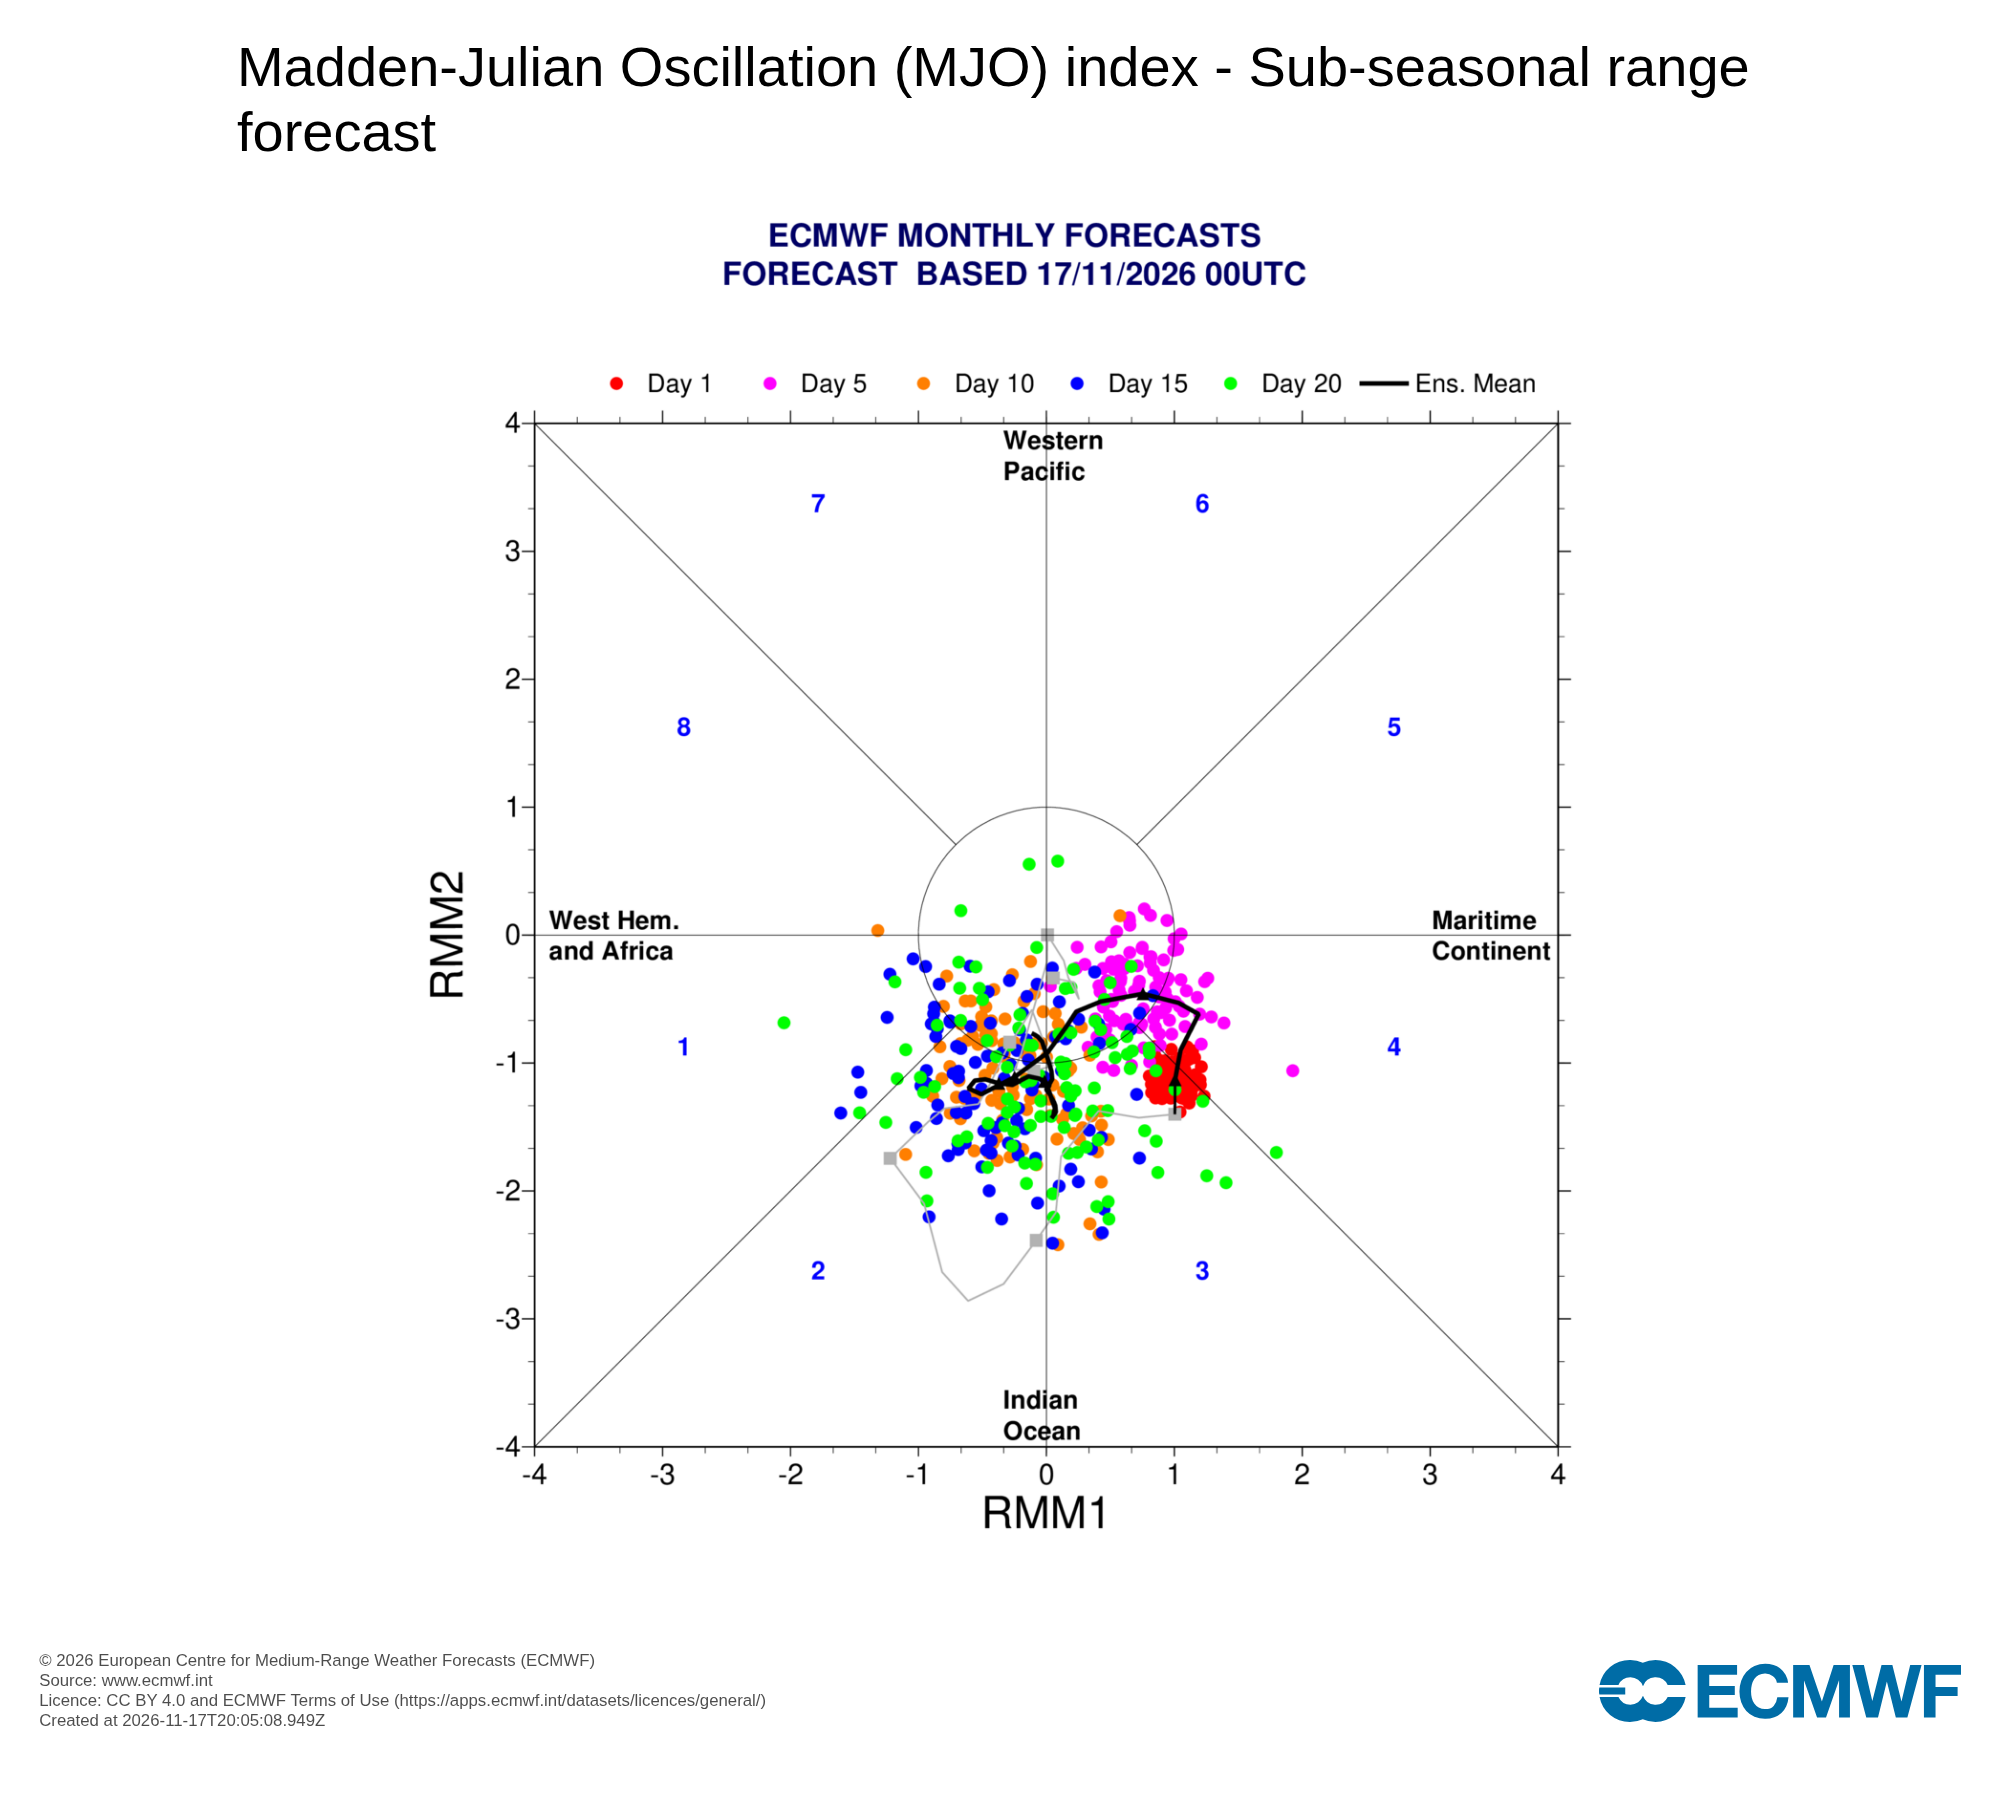 Madden-Julian Oscillation (MJO) index - Sub-seasonal range
forecast
ECMWF MONTHLY FORECASTS
FORECAST BASED 17/11/2026 00UTC
Day 1 Day 5 Day 10 Day 15 Day 20 Ens. Mean
4
Western
Pacific
7 6
3
2
8 5
1
RMM2
0
West Hem.
and Africa
Maritime
Continent
1 4
-1
-2
2 3
-3
Indian
Ocean
-4
-4 -3 -2 -1 0 1 2 3 4
RMM1
© 2026 European Centre for Medium-Range Weather Forecasts (ECMWF)
Source: www.ecmwf.int
Licence: CC BY 4.0 and ECMWF Terms of Use (https://apps.ecmwf.int/datasets/licences/general/)
Created at 2026-11-17T20:05:08.949Z
ECMWF